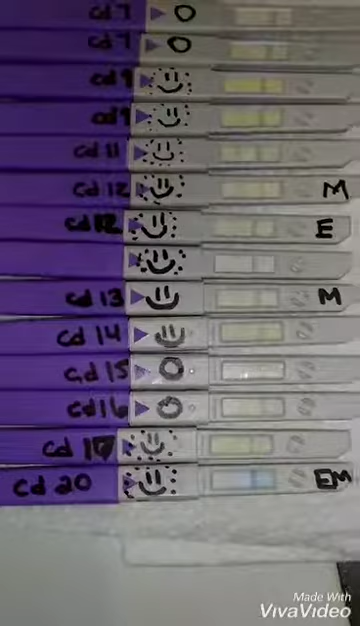 cd 7 O
cd 7 O
cd 9
cd 9
cd 11
cd 12 M
cd 12 E
cd 13 M
cd 14
cd 15 O
cd 16 O
cd 17
cd 20 EM
Made With
VivaVideo